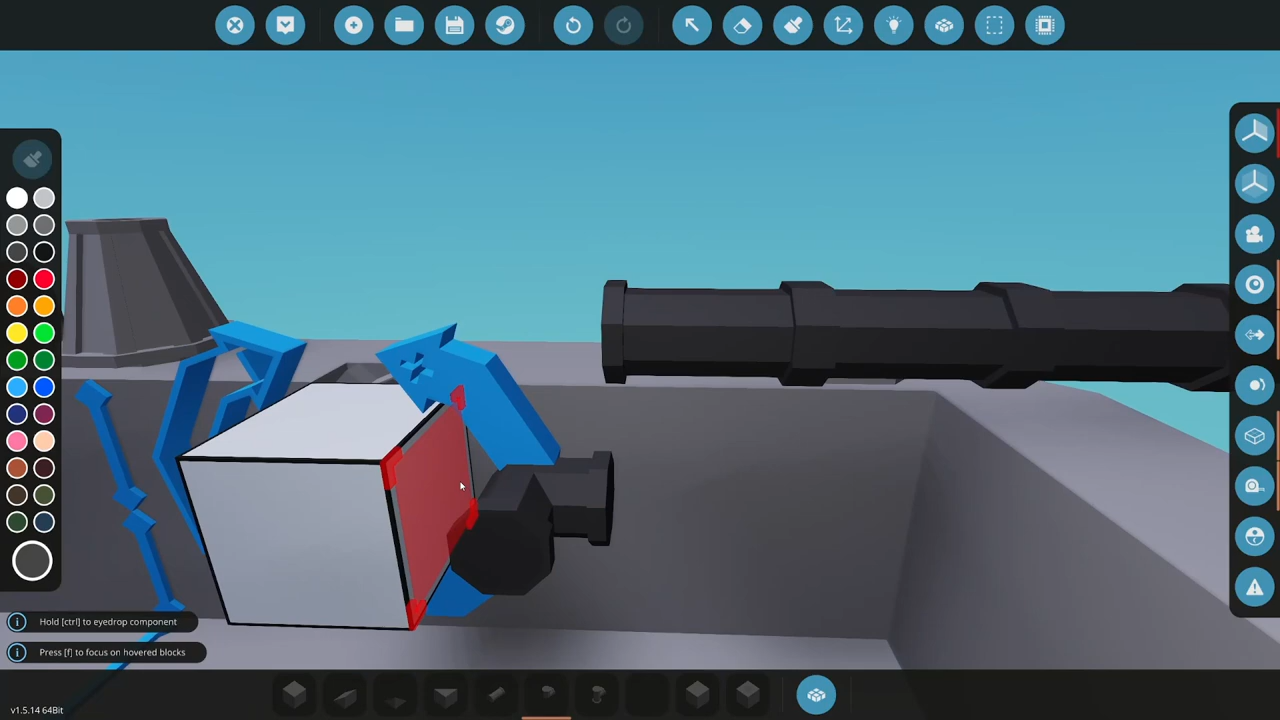 Hold [ctrl] to eyedrop component
Press [f] to focus on hovered blocks
v1.5.14 64Bit